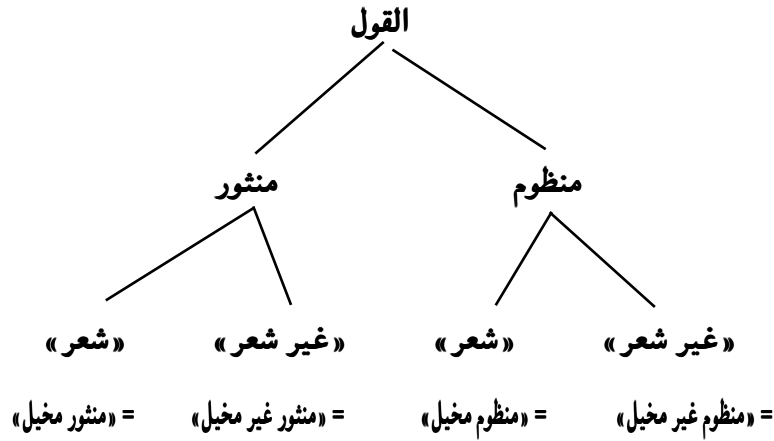 القول
منظوم منثور
«غير شعر» «شعر» «غير شعر» «شعر»
= «منظوم غير مخيل» = «منظوم مخيل» = «منثور غير مخيل» = «منثور مخيل»